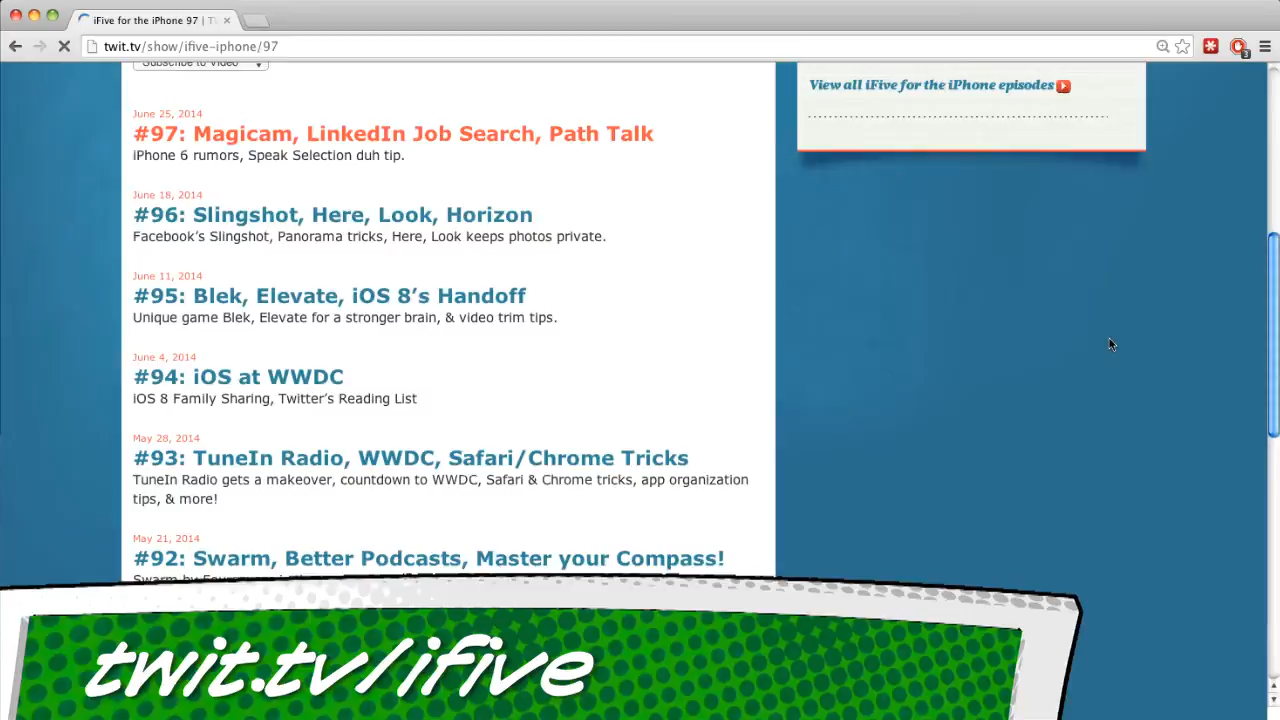 iFive for the iPhone 97 | T
twit.tv/show/ifive-iphone/97
3
Subscribe to Video
View all iFive for the iPhone episodes
June 25, 2014
#97: Magicam, LinkedIn Job Search, Path Talk
iPhone 6 rumors, Speak Selection duh tip.
June 18, 2014
#96: Slingshot, Here, Look, Horizon
Facebook’s Slingshot, Panorama tricks, Here, Look keeps photos private.
June 11, 2014
#95: Blek, Elevate, iOS 8’s Handoff
Unique game Blek, Elevate for a stronger brain, & video trim tips.
June 4, 2014
#94: iOS at WWDC
iOS 8 Family Sharing, Twitter’s Reading List
May 28, 2014
#93: TuneIn Radio, WWDC, Safari/Chrome Tricks
TuneIn Radio gets a makeover, countdown to WWDC, Safari & Chrome tricks, app organization
tips, & more!
May 21, 2014
#92: Swarm, Better Podcasts, Master your Compass!
twit.tv/ifive